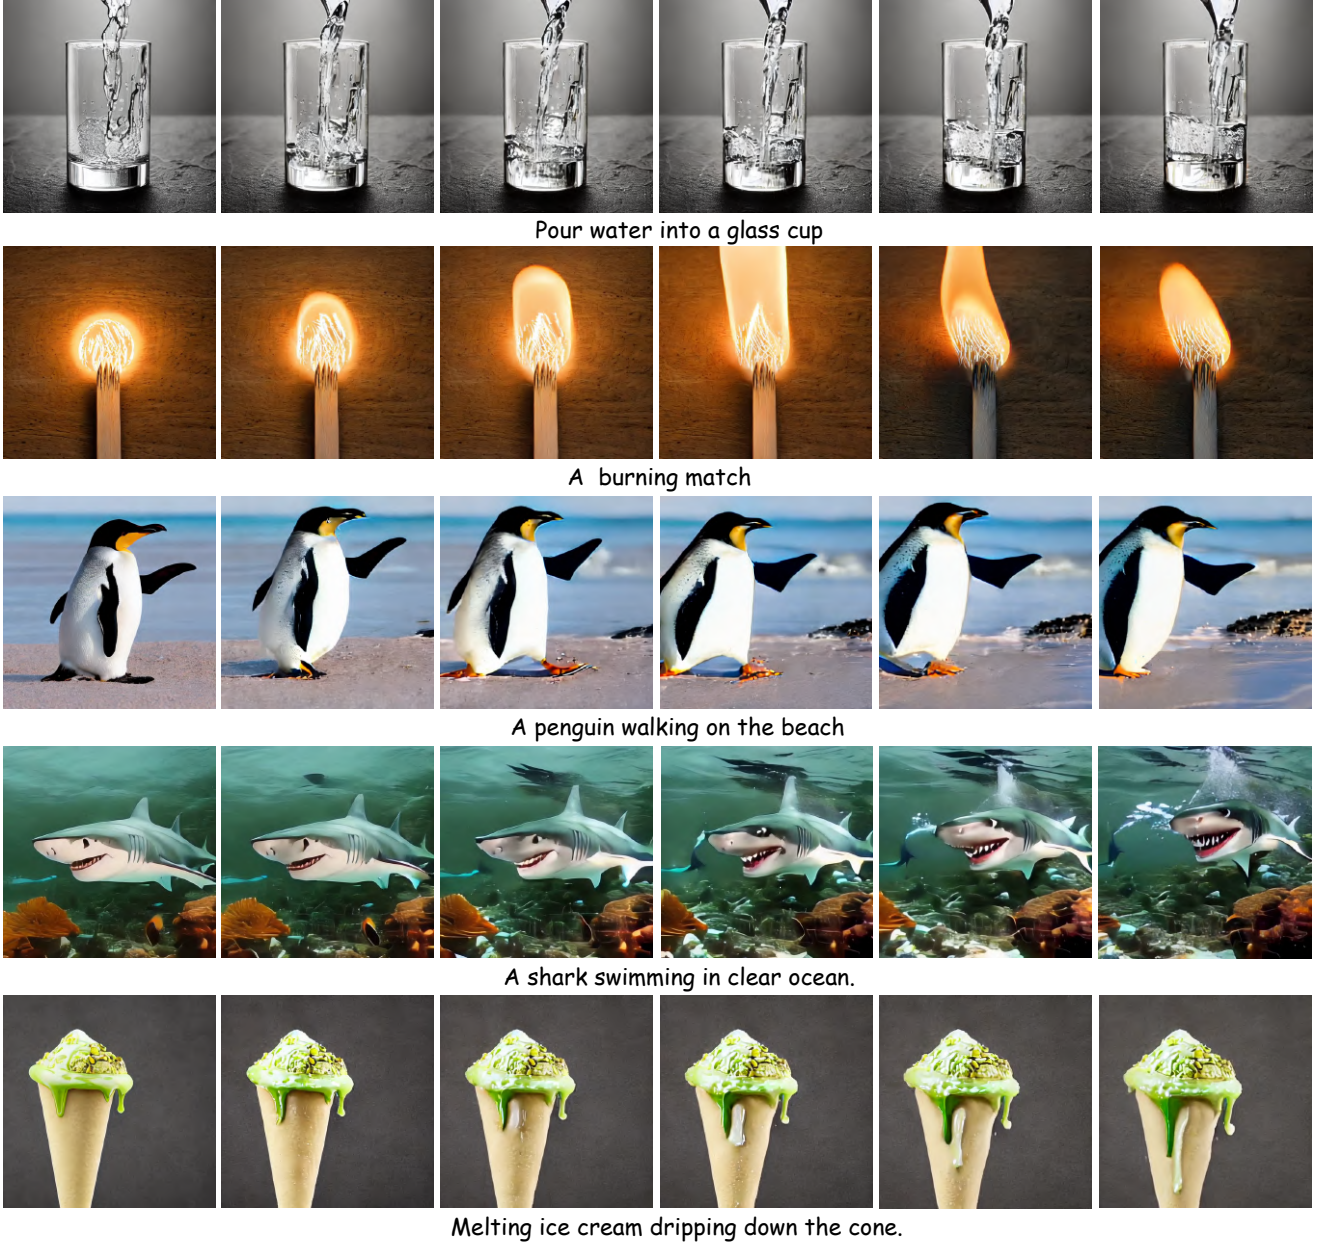 Pour water into a glass cup
A burning match
A penguin walking on the beach
A shark swimming in clear ocean.
Melting ice cream dripping down the cone.